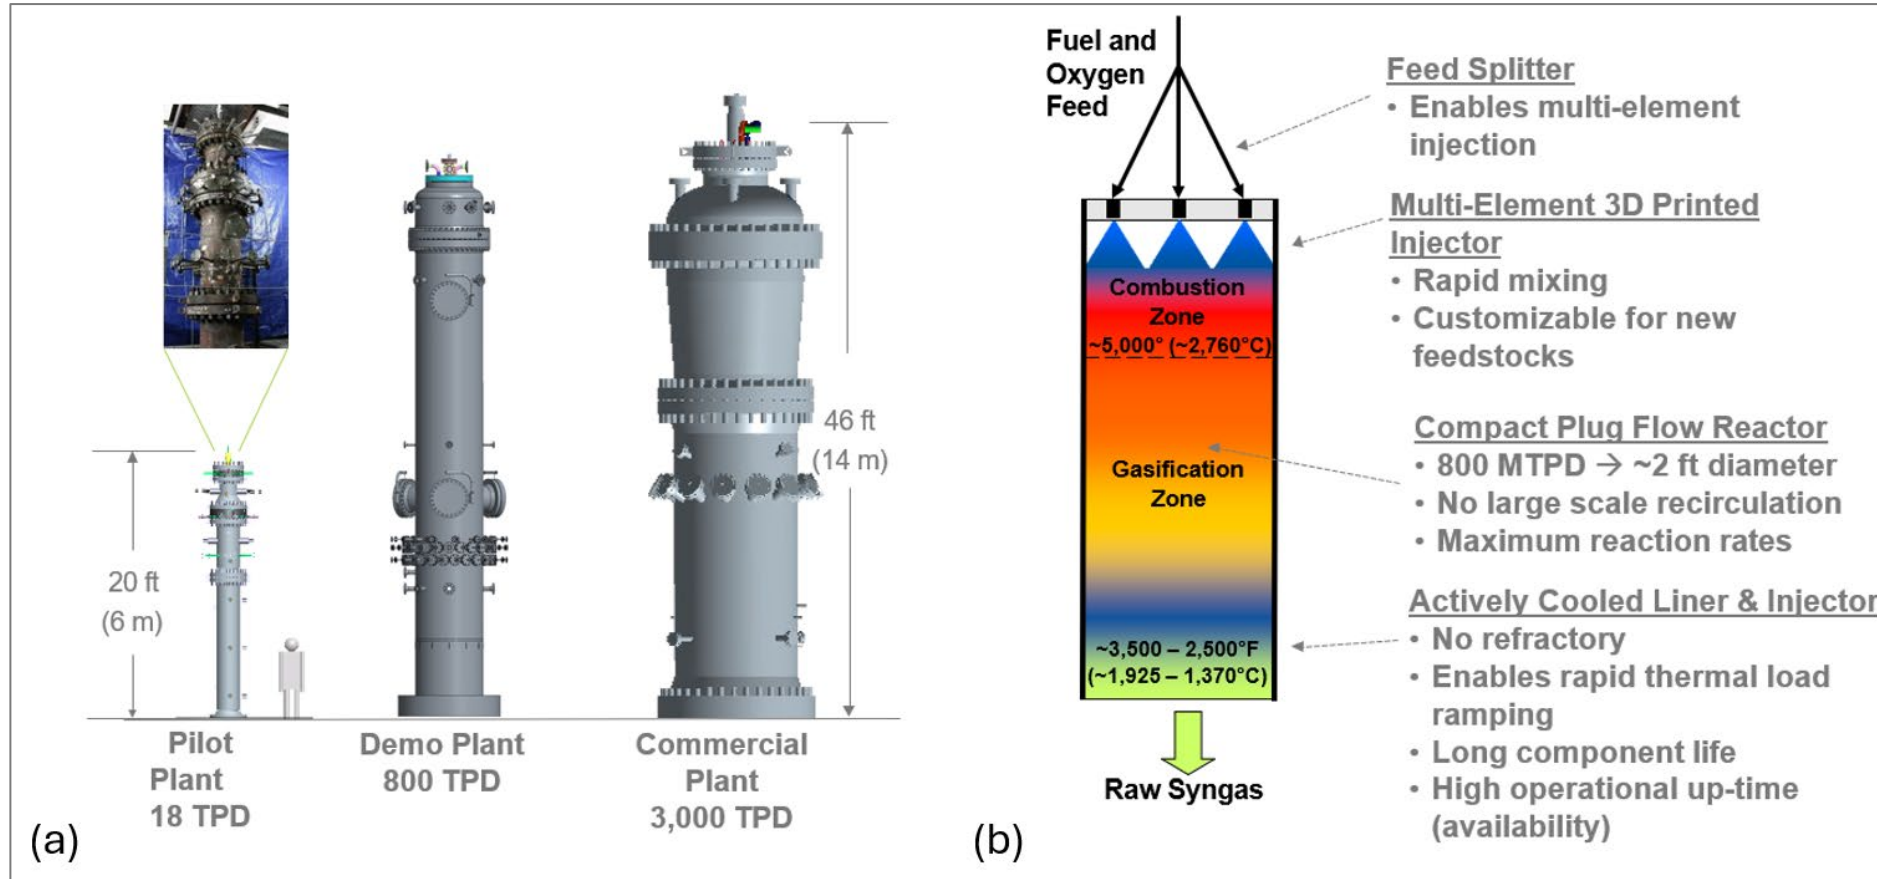 20 ft
(6 m)
46 ft
(14 m)
Pilot
Plant
18 TPD
Demo Plant
800 TPD
Commercial
Plant
3,000 TPD
(a)
Fuel and
Oxygen
Feed
Combustion
Zone
~5,000° (~2,760°C)
Gasification
Zone
~3,500 – 2,500°F
(~1,925 – 1,370°C)
Raw Syngas
(b)
Feed Splitter
• Enables multi-element
injection
Multi-Element 3D Printed
Injector
• Rapid mixing
• Customizable for new
feedstocks
Compact Plug Flow Reactor
• 800 MTPD → ~2 ft diameter
• No large scale recirculation
• Maximum reaction rates
Actively Cooled Liner & Injector
• No refractory
• Enables rapid thermal load
ramping
• Long component life
• High operational up-time
(availability)